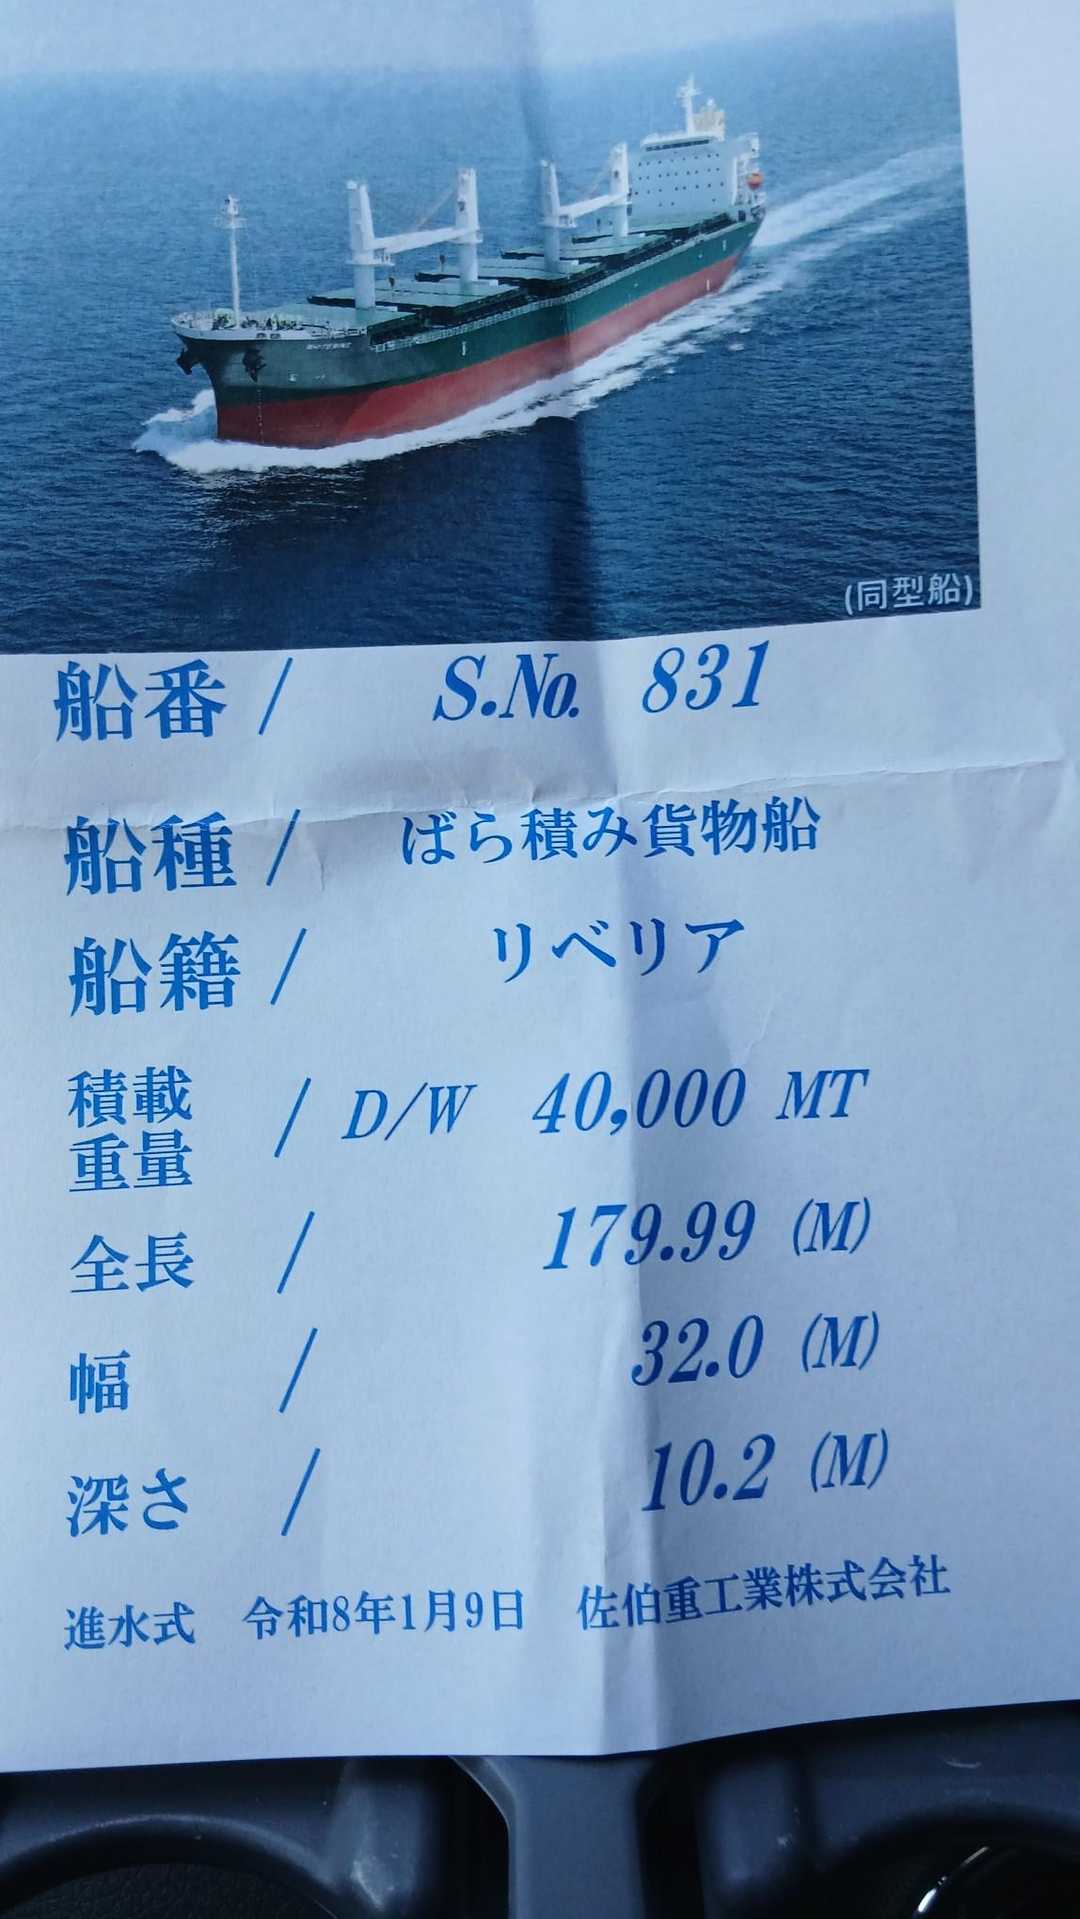 (同型船)
船番 / S.No. 831
船種 / ばら積み貨物船
船籍 / リベリア
積載重量 / D/W 40,000 MT
全長 / 179.99 (M)
幅 / 32.0 (M)
深さ / 10.2 (M)
進水式 令和8年1月9日 佐伯重工業株式会社